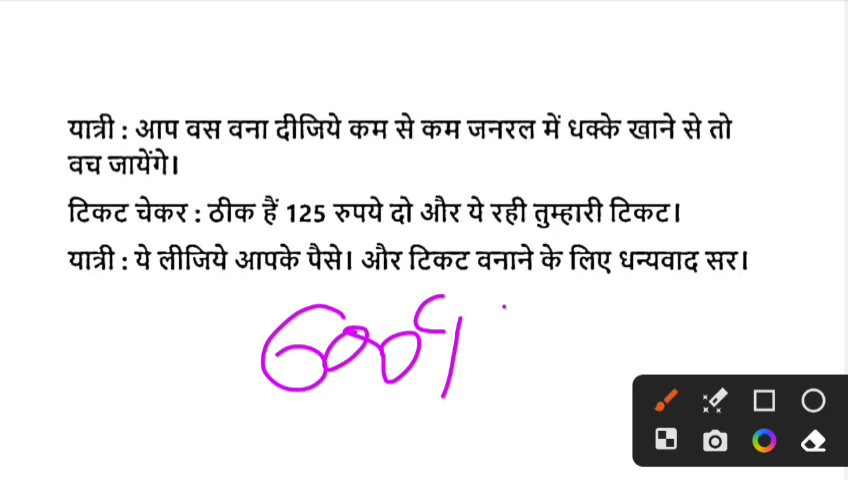 यात्री : आप वस वना दीजिये कम से कम जनरल में धक्के खाने से तो
वच जायेंगे।
टिकट चेकर : ठीक हैं 125 रुपये दो और ये रही तुम्हारी टिकट।
यात्री : ये लीजिये आपके पैसे। और टिकट वनाने के लिए धन्यवाद सर।